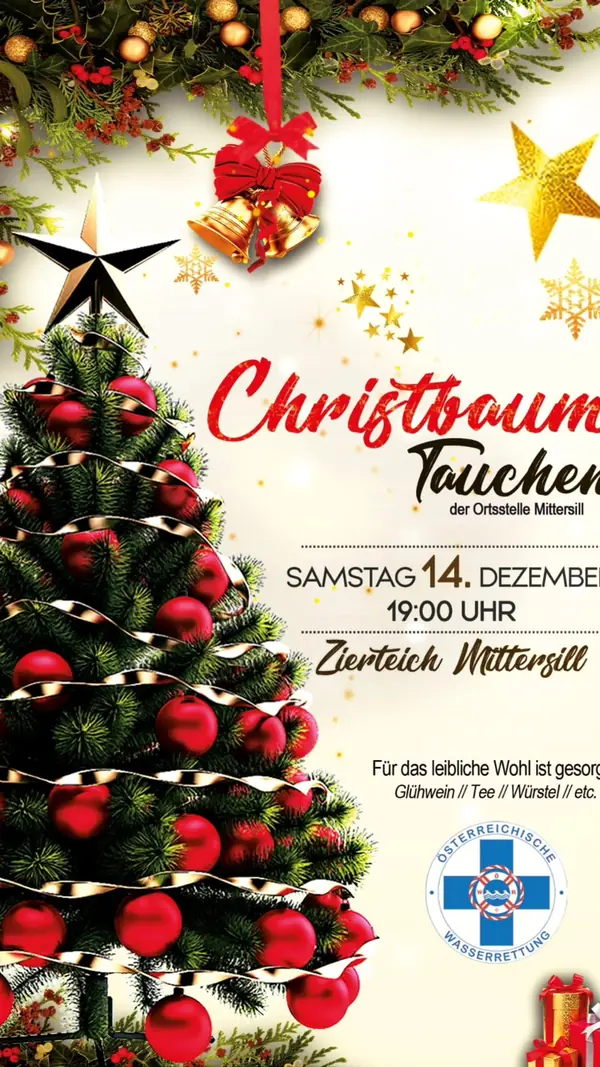 Christbaum
Tauchen
der Ortsstelle Mittersill
SAMSTAG 14. DEZEMBE
19:00 UHR
Zierteich Mittersill
Für das leibliche Wohl ist gesorg
Glühwein // Tee // Würstel // etc.
ÖSTERREICHISCHE
WASSERRETTUNG